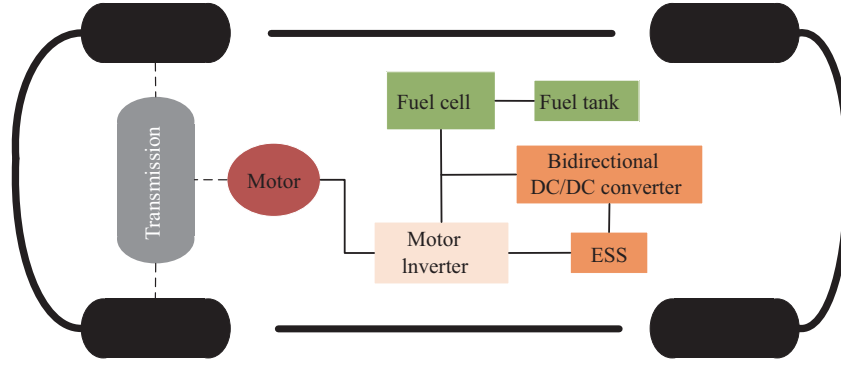 Fuel cell
Fuel tank
Bidirectional
DC/DC converter
Transmission
Motor
Motor
lnverter
ESS